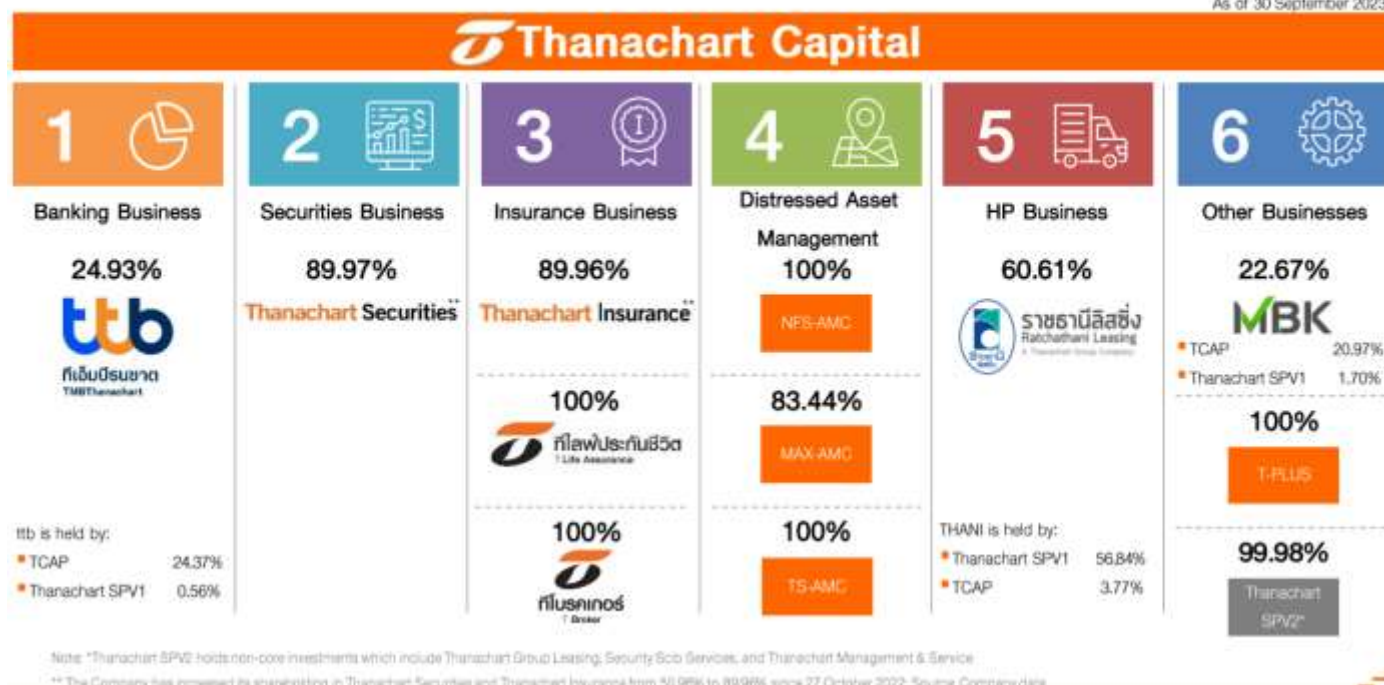 As of 30 September 2023
Thanachart Capital
1
Banking Business
24.93%
ttb
ทีเอ็มบีธนชาต
TMBThanachart
ttb is held by:
TCAP 24.37%
Thanachart SPV1 0.56%
2
Securities Business
89.97%
Thanachart Securities**
3
Insurance Business
89.96%
Thanachart Insurance**
100%
ทีไลฟ์ประกันชีวิต
T Life Assurance
100%
ทีโบรคเกอร์
T Broker
4
Distressed Asset
Management
100%
NFS-AMC
83.44%
MAX-AMC
100%
TS-AMC
5
HP Business
60.61%
ราชธานีลิสซิ่ง
Ratchathani Leasing
A Thanachart Group Company
THANI is held by:
Thanachart SPV1 56.84%
TCAP 3.77%
6
Other Businesses
22.67%
MBK
TCAP 20.97%
Thanachart SPV1 1.70%
100%
T-PLUS
99.98%
Thanachart
SPV2*
Note: *Thanachart SPV2 holds non-core investments which include Thanachart Group Leasing, Security Scib Services, and Thanachart Management & Service
** The Company has increased its shareholding in Thanachart Securities and Thanachart Insurance from 50.96% to 89.96% since 27 October 2022; Source: Company data